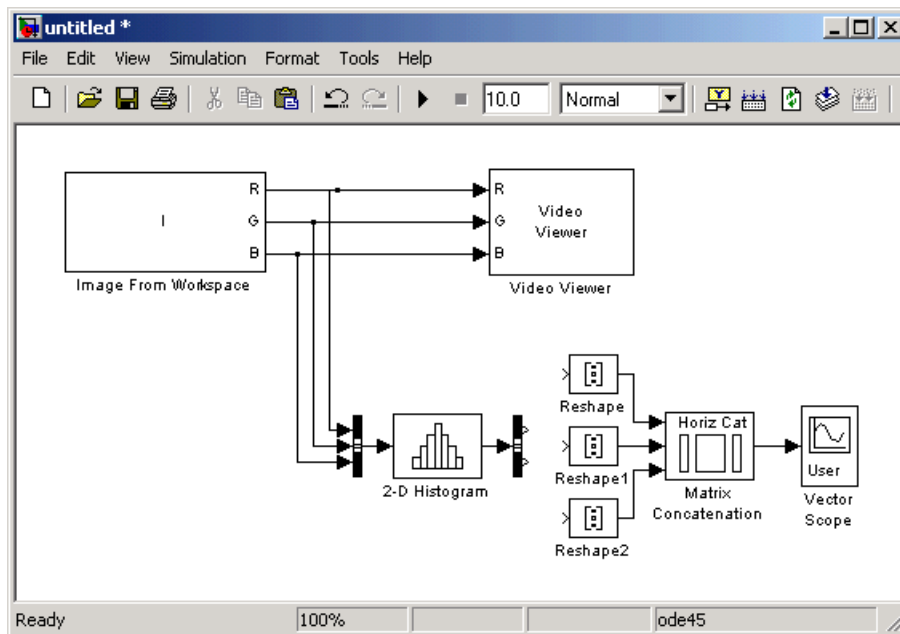 untitled *
File Edit View Simulation Format Tools Help
10.0 Normal
R R
I Video Viewer
G G
B B
Image From Workspace Video Viewer
Reshape
Horiz Cat
2-D Histogram
Reshape1
User
Matrix Concatenation
Vector Scope
Reshape2
Ready 100% ode45